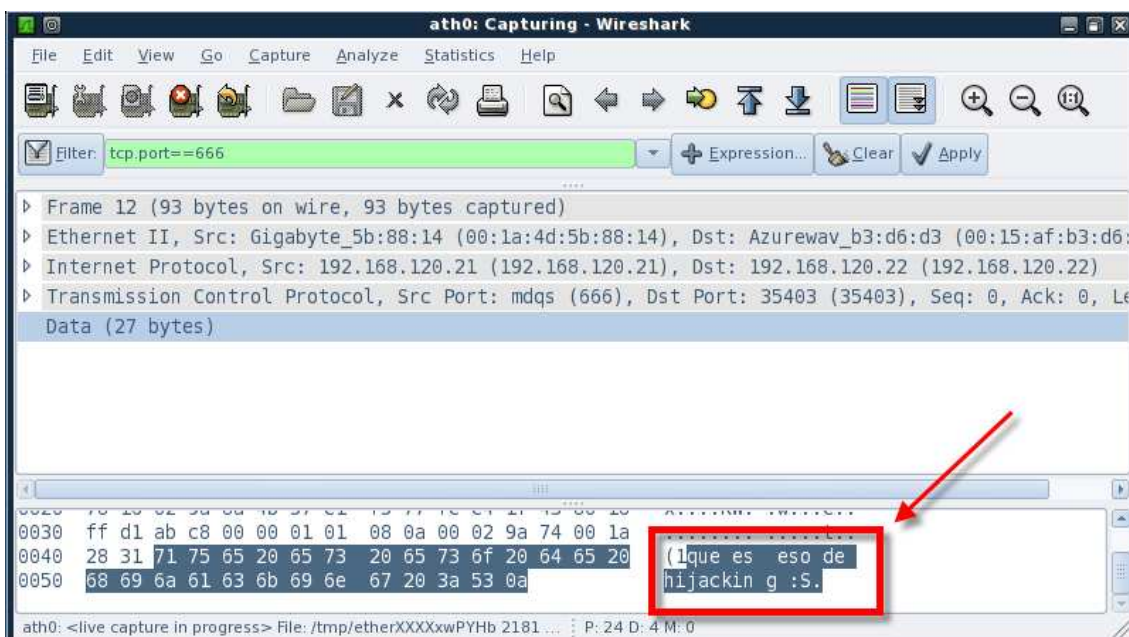 ath0: Capturing - Wireshark
File Edit View Go Capture Analyze Statistics Help
Filter: tcp.port==666 Expression... Clear Apply
Frame 12 (93 bytes on wire, 93 bytes captured)
Ethernet II, Src: Gigabyte_5b:88:14 (00:1a:4d:5b:88:14), Dst: Azurewav_b3:d6:d3 (00:15:af:b3:d6:
Internet Protocol, Src: 192.168.120.21 (192.168.120.21), Dst: 192.168.120.22 (192.168.120.22)
Transmission Control Protocol, Src Port: mdqs (666), Dst Port: 35403 (35403), Seq: 0, Ack: 0, Le
Data (27 bytes)
0030 ff d1 ab c8 00 00 01 01 08 0a 00 02 9a 74 00 1a ........ .....t..
0040 28 31 71 75 65 20 65 73 20 65 73 6f 20 64 65 20 (1que es eso de
0050 68 69 6a 61 63 6b 69 6e 67 20 3a 53 0a hijackin g :S.
ath0: <live capture in progress> File: /tmp/etherXXXXxwPYHb 2181 ... P: 24 D: 4 M: 0